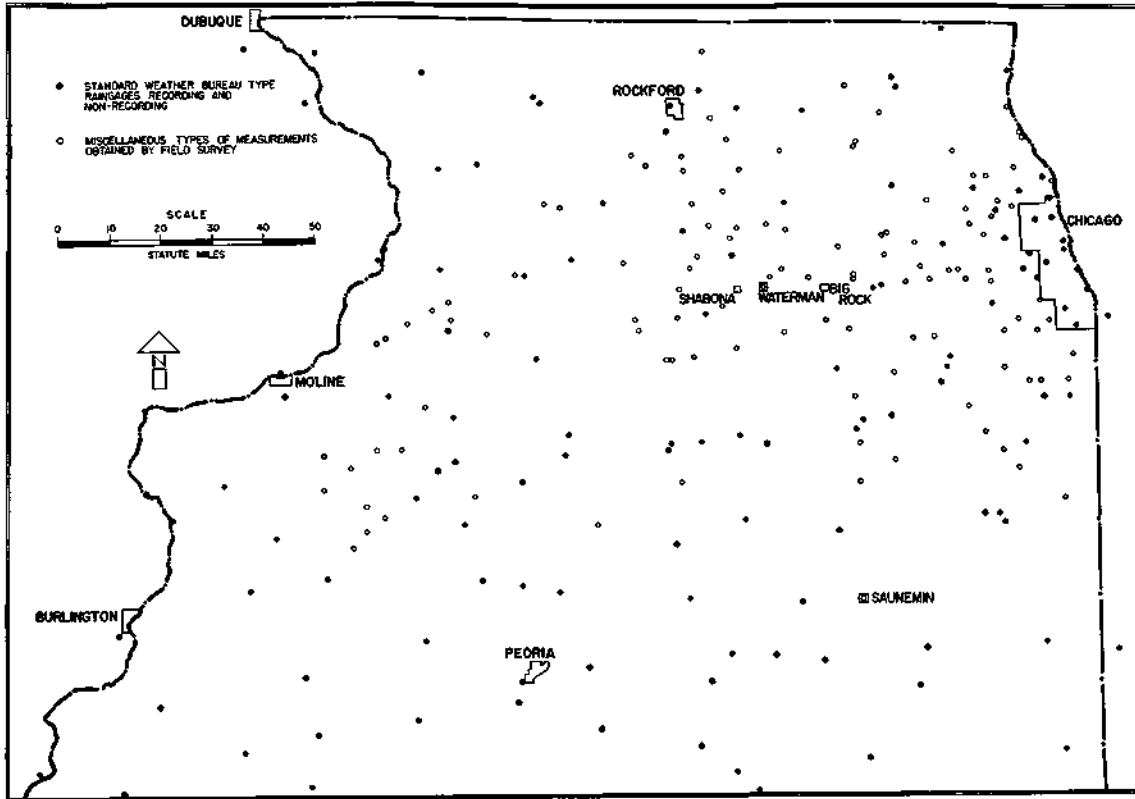 DUBUQUE
STANDARD WEATHER BUREAU TYPE
RAINGAGES RECORDING AND
NON-RECORDING
ROCKFORD
MISCELLANEOUS TYPES OF MEASUREMENTS
OBTAINED BY FIELD SURVEY
SCALE
0 10 20 30 40 50
STATUTE MILES
CHICAGO
SHABONA
WATERMAN
BIG
ROCK
N
MOLINE
SAUNEMIN
BURLINGTON
PEORIA